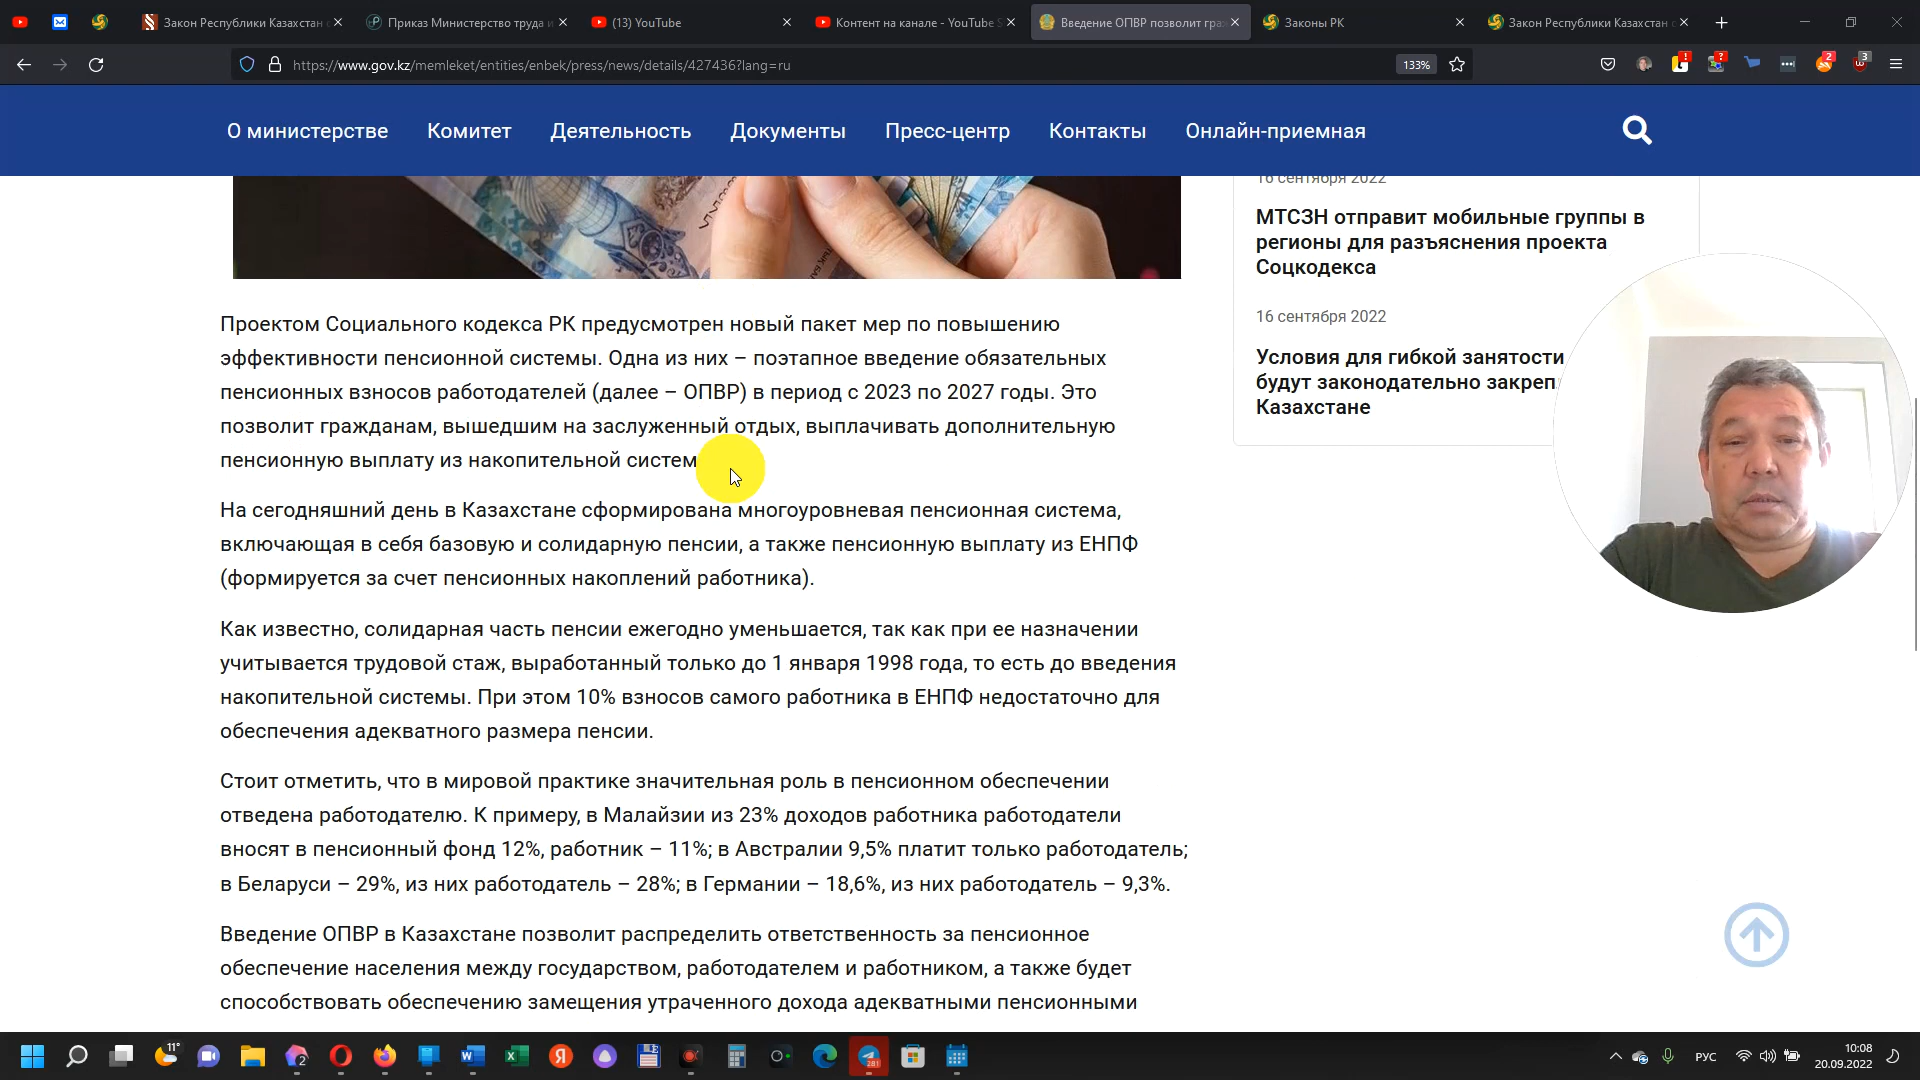 Закон Республики Казахстан
Приказ Министерство труда и
(13) YouTube
Контент на канале - YouTube S
Введение ОПВР позволит гра
Законы РК
Закон Республики Казахстан о
https://www.gov.kz/memleket/entities/enbek/press/news/details/427436?lang=ru
133%
О министерстве
Комитет
Деятельность
Документы
Пресс-центр
Контакты
Онлайн-приемная
16 сентября 2022
МТСЗН отправит мобильные группы в
регионы для разъяснения проекта
Соцкодекса
16 сентября 2022
Условия для гибкой занятости
будут законодательно закреп
Казахстане
Проектом Социального кодекса РК предусмотрен новый пакет мер по повышению
эффективности пенсионной системы. Одна из них – поэтапное введение обязательных
пенсионных взносов работодателей (далее – ОПВР) в период с 2023 по 2027 годы. Это
позволит гражданам, вышедшим на заслуженный отдых, выплачивать дополнительную
пенсионную выплату из накопительной систем
На сегодняшний день в Казахстане сформирована многоуровневая пенсионная система,
включающая в себя базовую и солидарную пенсии, а также пенсионную выплату из ЕНПФ
(формируется за счет пенсионных накоплений работника).
Как известно, солидарная часть пенсии ежегодно уменьшается, так как при ее назначении
учитывается трудовой стаж, выработанный только до 1 января 1998 года, то есть до введения
накопительной системы. При этом 10% взносов самого работника в ЕНПФ недостаточно для
обеспечения адекватного размера пенсии.
Стоит отметить, что в мировой практике значительная роль в пенсионном обеспечении
отведена работодателю. К примеру, в Малайзии из 23% доходов работника работодатели
вносят в пенсионный фонд 12%, работник – 11%; в Австралии 9,5% платит только работодатель;
в Беларуси – 29%, из них работодатель – 28%; в Германии – 18,6%, из них работодатель – 9,3%.
Введение ОПВР в Казахстане позволит распределить ответственность за пенсионное
обеспечение населения между государством, работодателем и работником, а также будет
способствовать обеспечению замещения утраченного дохода адекватными пенсионными
11°
РУС
10:08
20.09.2022